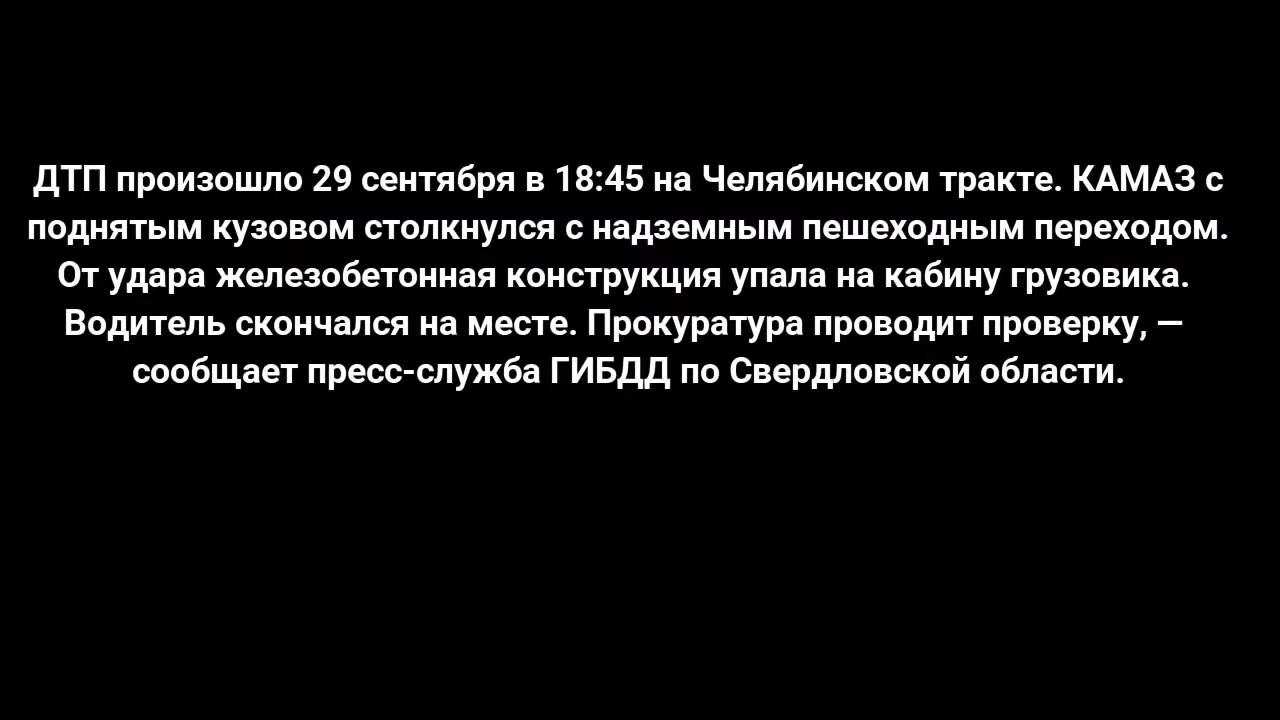 ДТП произошло 29 сентября в 18:45 на Челябинском тракте. КАМАЗ с
поднятым кузовом столкнулся с надземным пешеходным переходом.
От удара железобетонная конструкция упала на кабину грузовика.
Водитель скончался на месте. Прокуратура проводит проверку, —
сообщает пресс-служба ГИБДД по Свердловской области.